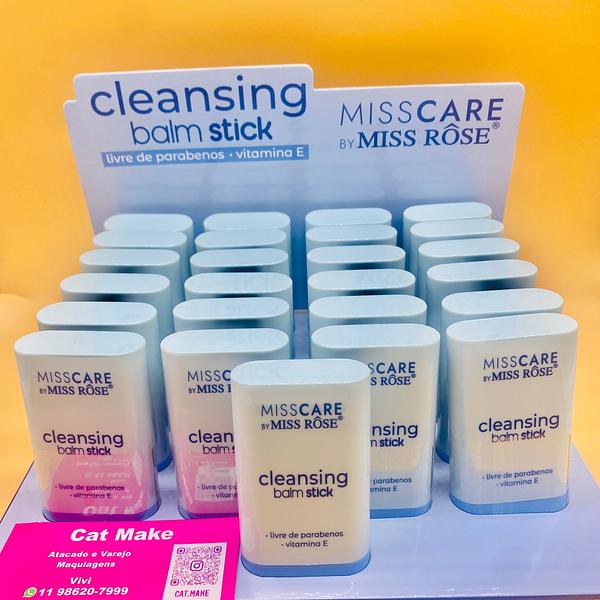 cleansing
balm stick
livre de parabenos • vitamina E
MISSCARE
BY MISS RÔSE®
MISSCARE
BY MISS RÔSE®
cleansing
balm stick
• livre de parabenos
• vitamina E
MISSCARE
BY MISS RÔSE
cleansing
balm stick
• livre de parabenos
• vitamina E
MISSCARE
BY MISS RÔSE®
cleansing
balm stick
• livre de parabenos
• vitamina E
MISSCARE
BY MISS RÔSE®
cleansing
balm stick
• livre de parabenos
• vitamina E
MISSCARE
BY MISS RÔSE®
cleansing
balm stick
• livre de parabenos
• vitamina E
Cat Make
Atacado e Varejo
Maquiagens
Vivi
11 98620-7999
CAT.MAKE